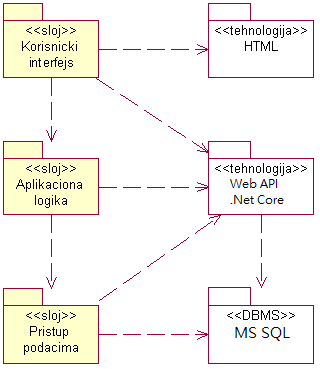 <<sloj>>
Korisnicki
interfejs
<<tehnologija>>
HTML
<<sloj>>
Aplikaciona
logika
<<tehnologija>>
Web API
.Net Core
<<sloj>>
Pristup
podacima
<<DBMS>>
MS SQL